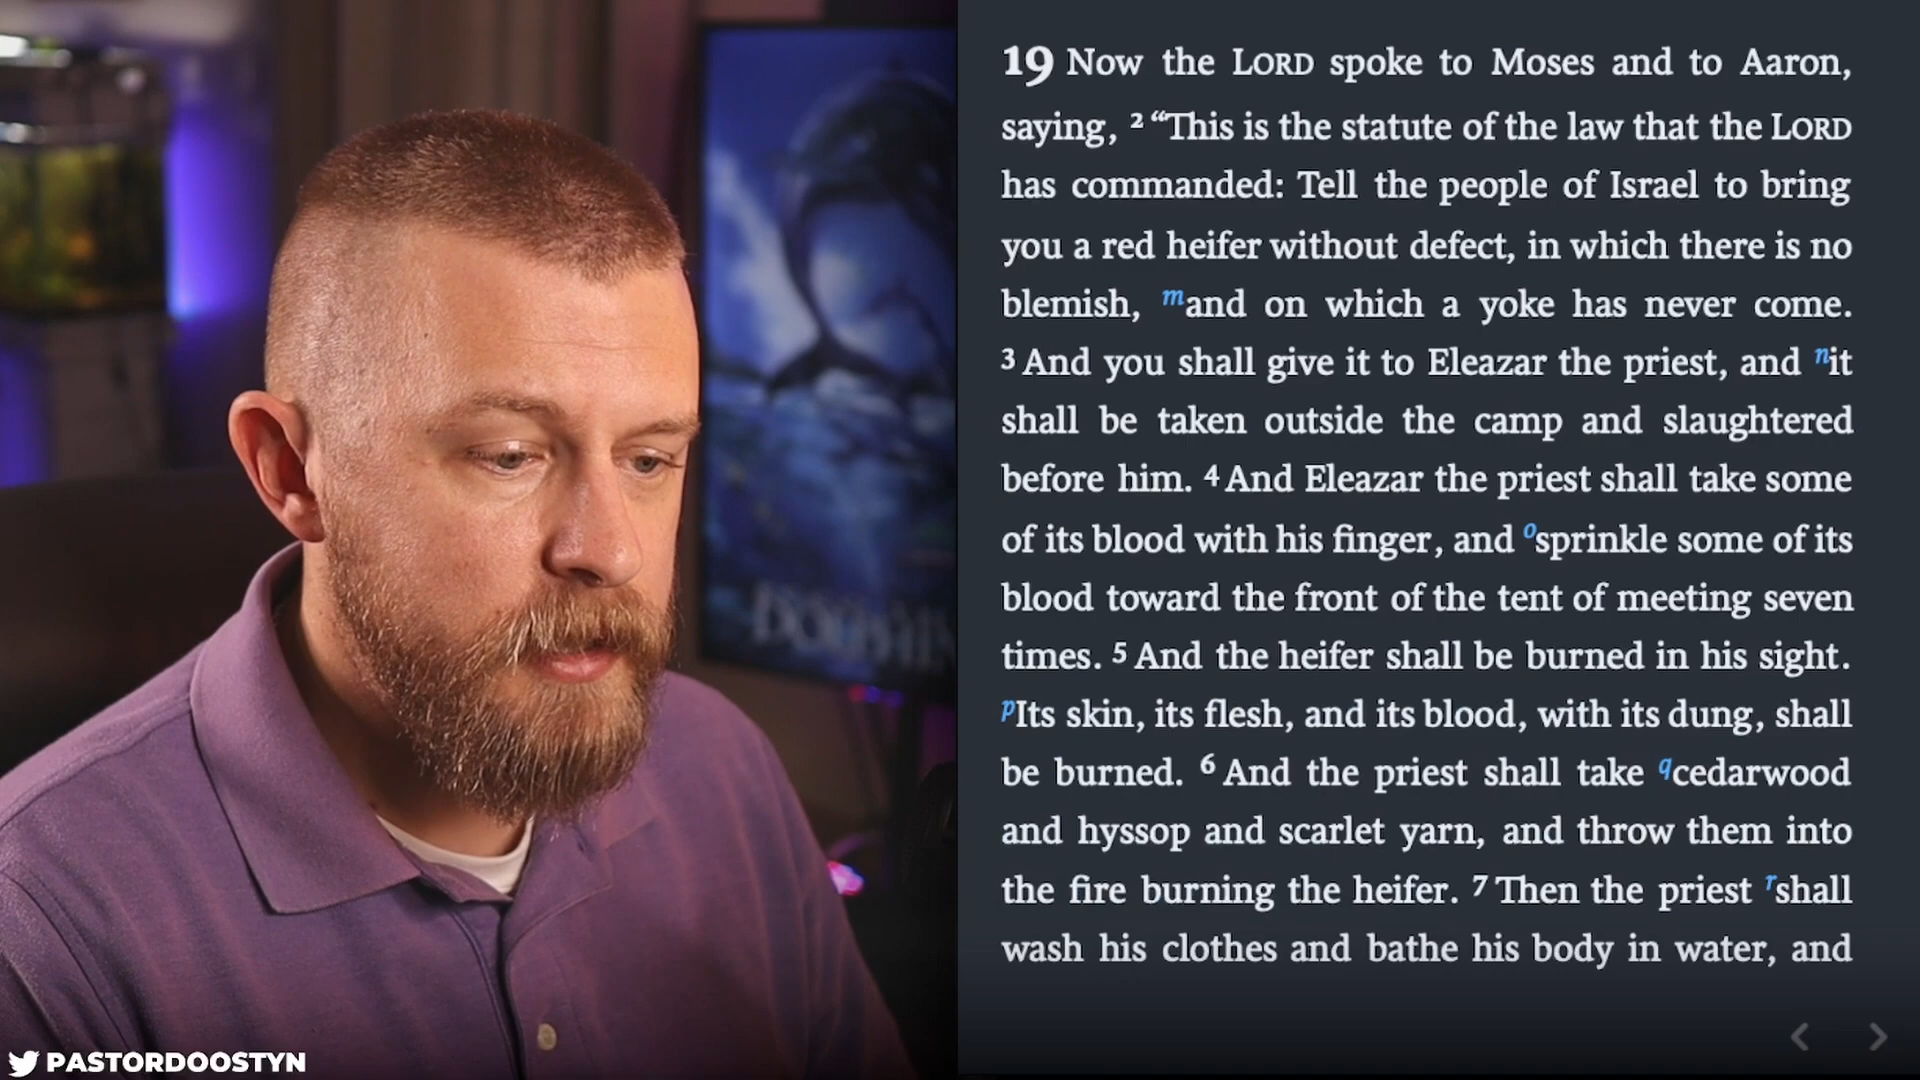 19 Now the LORD spoke to Moses and to Aaron,
saying, 2 “This is the statute of the law that the LORD
has commanded: Tell the people of Israel to bring
you a red heifer without defect, in which there is no
blemish, mand on which a yoke has never come.
3 And you shall give it to Eleazar the priest, and nit
shall be taken outside the camp and slaughtered
before him. 4 And Eleazar the priest shall take some
of its blood with his finger, and osprinkle some of its
blood toward the front of the tent of meeting seven
times. 5 And the heifer shall be burned in his sight.
pIts skin, its flesh, and its blood, with its dung, shall
be burned. 6 And the priest shall take qcedarwood
and hyssop and scarlet yarn, and throw them into
the fire burning the heifer. 7 Then the priest rshall
wash his clothes and bathe his body in water, and
PASTORDOOSTYN